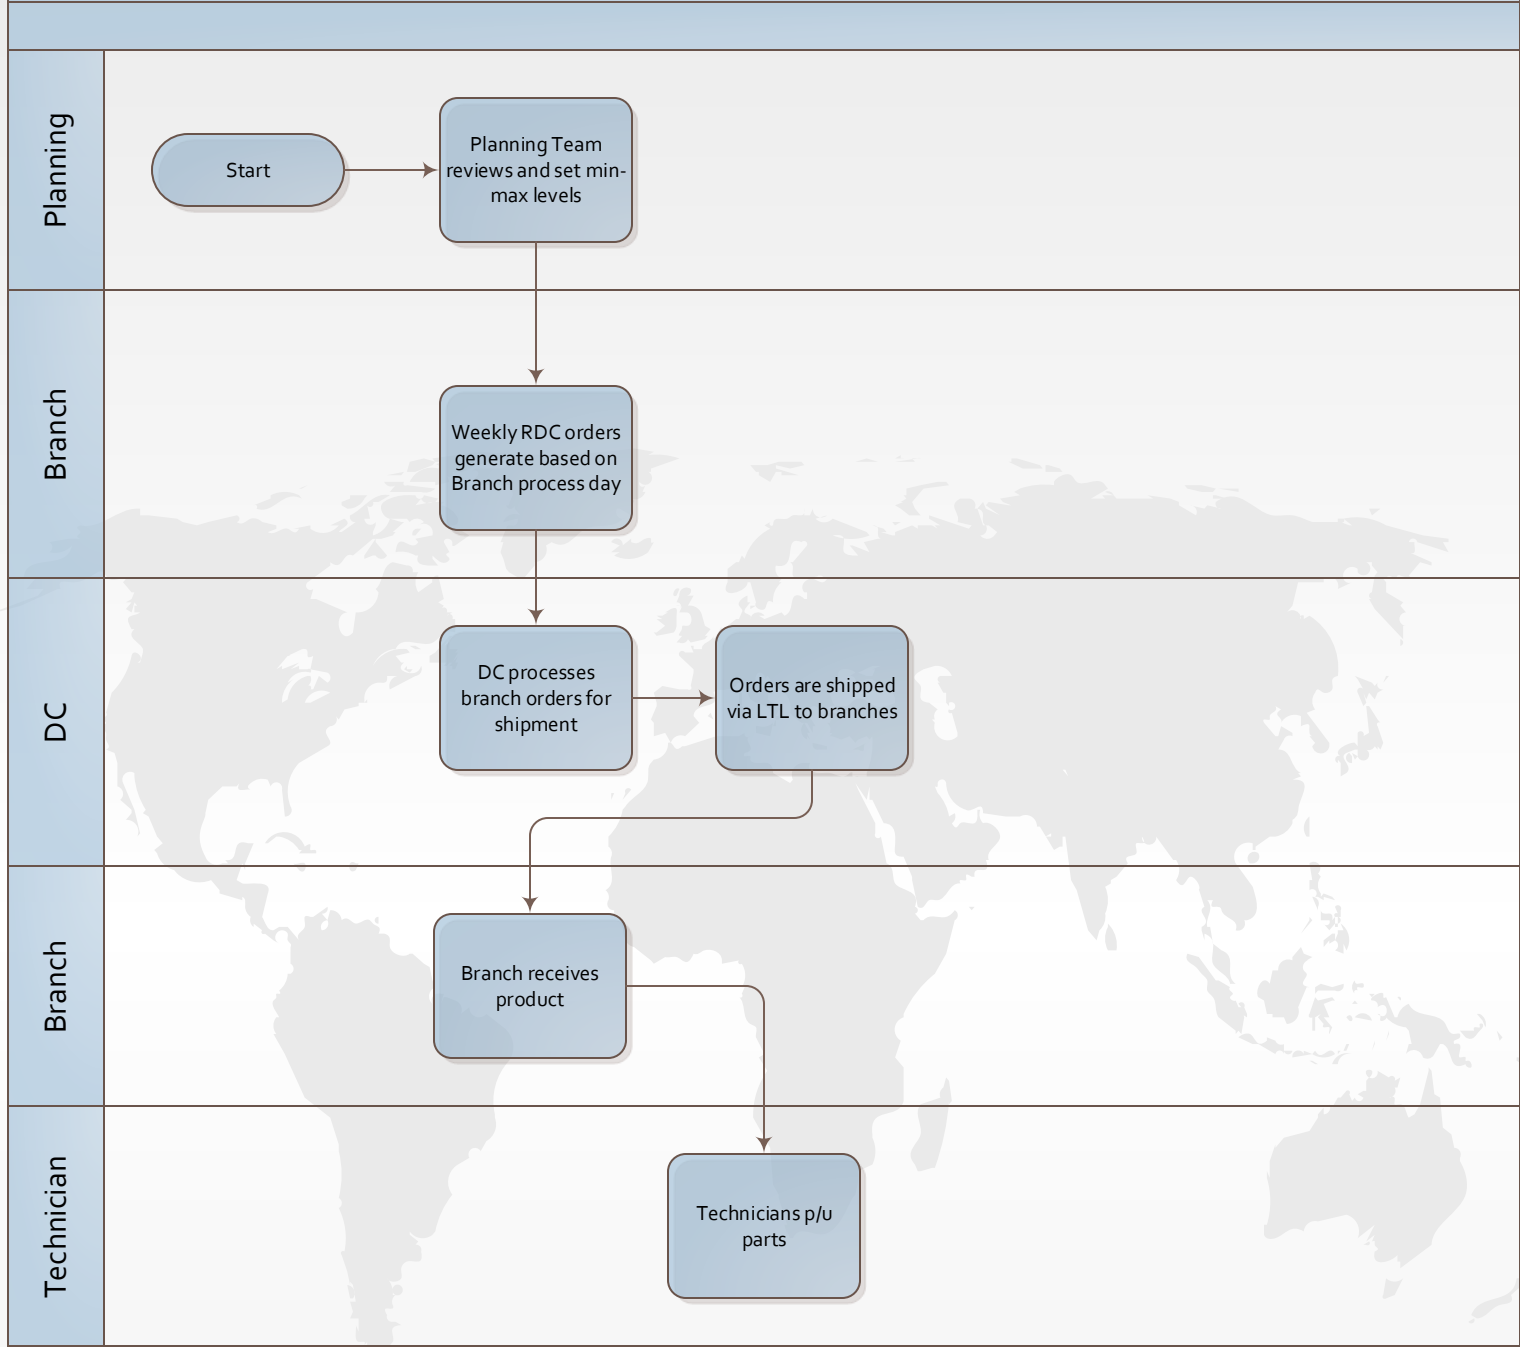 Planning
Start
Planning Team
reviews and set min-
max levels
Branch
Weekly RDC orders
generate based on
Branch process day
DC
DC processes
branch orders for
shipment
Orders are shipped
via LTL to branches
Branch
Branch receives
product
Technician
Technicians p/u
parts